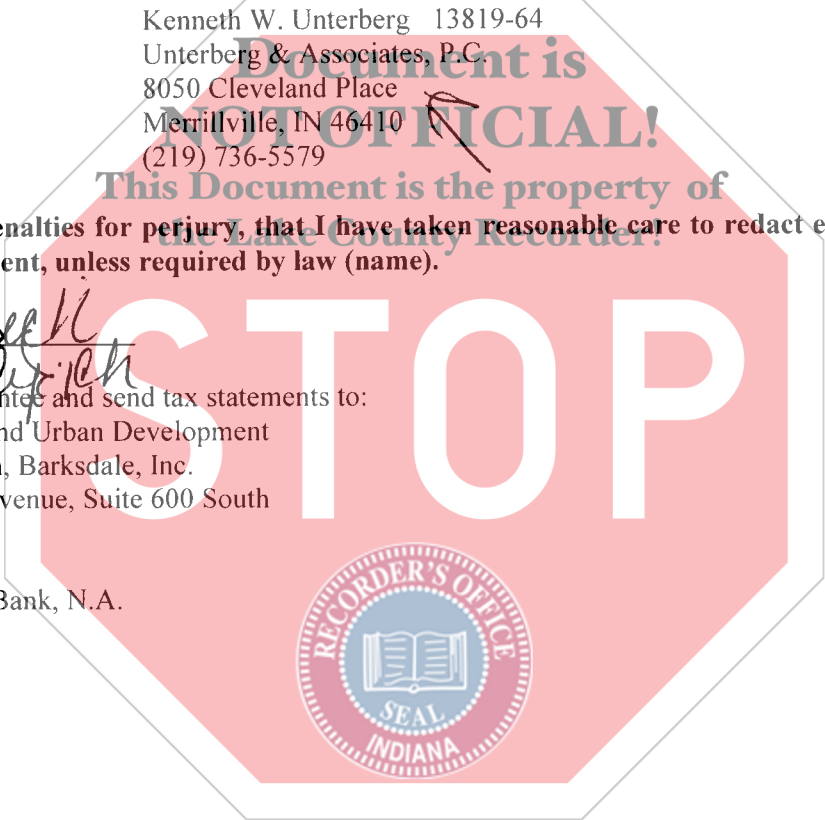 Kenneth W. Unterberg 13819-64
Unterberg & Associates, P.C.
Document is
8050 Cleveland Place
Merrillville, IN 46410
NOT OFFICIAL!
(219) 736-5579
This Document is the property of
the Lake County Recorder!
enalties for perjury, that I have taken reasonable care to redact e
ent, unless required by law (name).
STOP
ntee and send tax statements to:
nd Urban Development
, Barksdale, Inc.
venue, Suite 600 South
Bank, N.A.
RECORDER'S OFFICE
SEAL
INDIANA